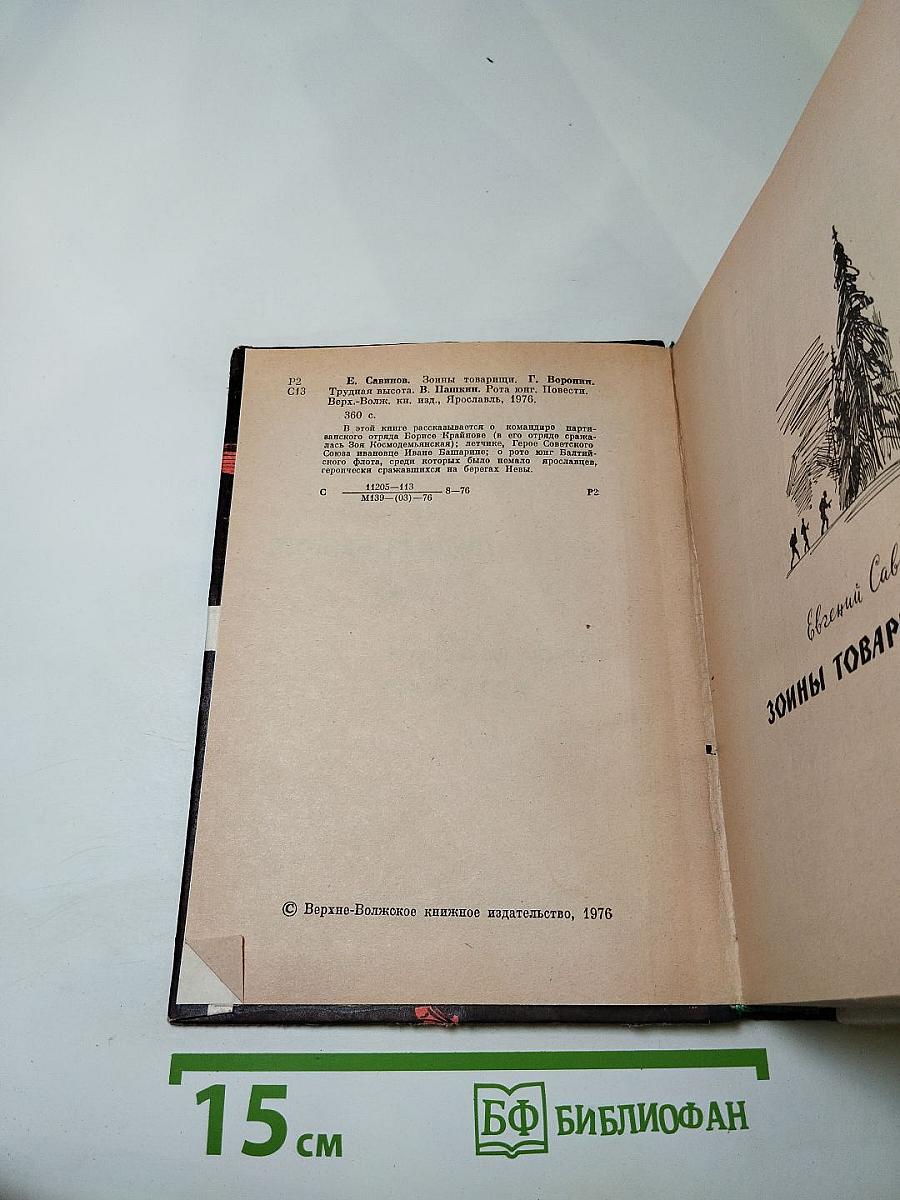 Р2
С13
Е. Савинов. Зоины товарищи. Г. Воронин.
Трудная высота. В. Пашкин. Рота юнг. Повести.
Верх.-Волж. кн. изд., Ярославль, 1976.
360 с.
В этой книге рассказывается о командире парти-
занского отряда Борисе Крайнове (в его отряде сража-
лась Зоя Космодемьянская); летчике, Герое Советского
Союза ивановце Иване Башарине; о роте юнг Балтий-
ского флота, среди которых было немало ярославцев,
героически сражавшихся на берегах Невы.
С 11205—113 8—76 Р2
М139—(03)—76
© Верхне-Волжское книжное издательство, 1976
Евгений Сав
ЗОИНЫ ТОВАР
15 см
БФ БИБЛИОФАН